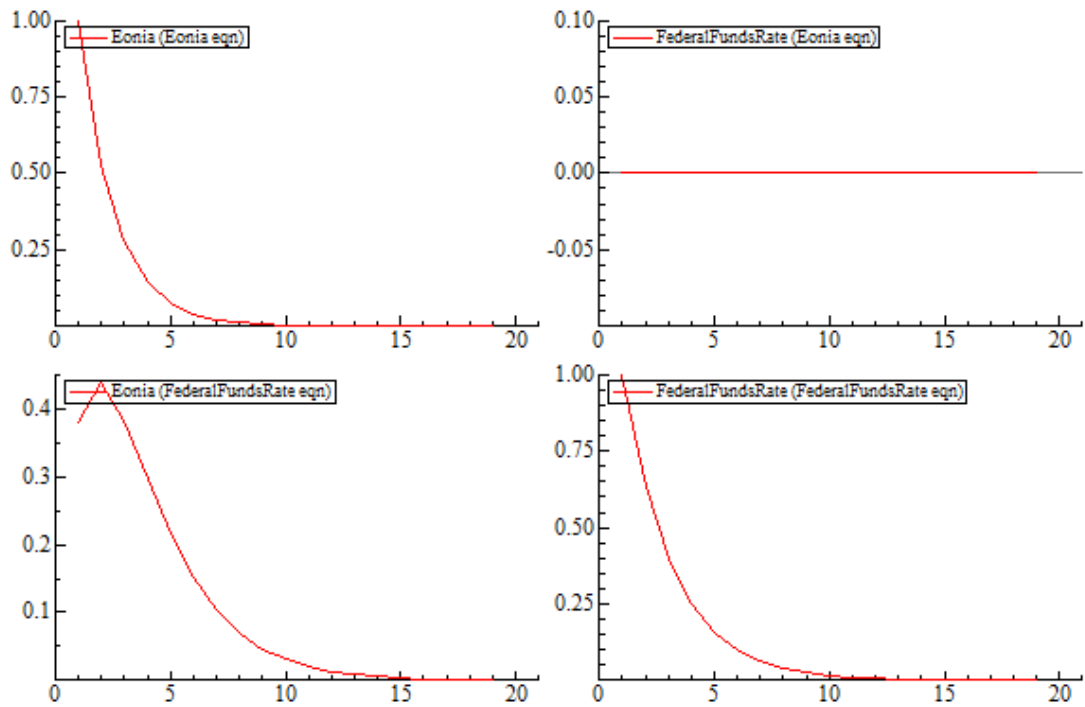 1.00
Eonia (Eonia eqn)
0.75
0.50
0.25
0 5 10 15 20
0.10
FederalFundsRate (Eonia eqn)
0.05
0.00
-0.05
0 5 10 15 20
Eonia (FederalFundsRate eqn)
0.4
0.3
0.2
0.1
0 5 10 15 20
1.00
FederalFundsRate (FederalFundsRate eqn)
0.75
0.50
0.25
0 5 10 15 20